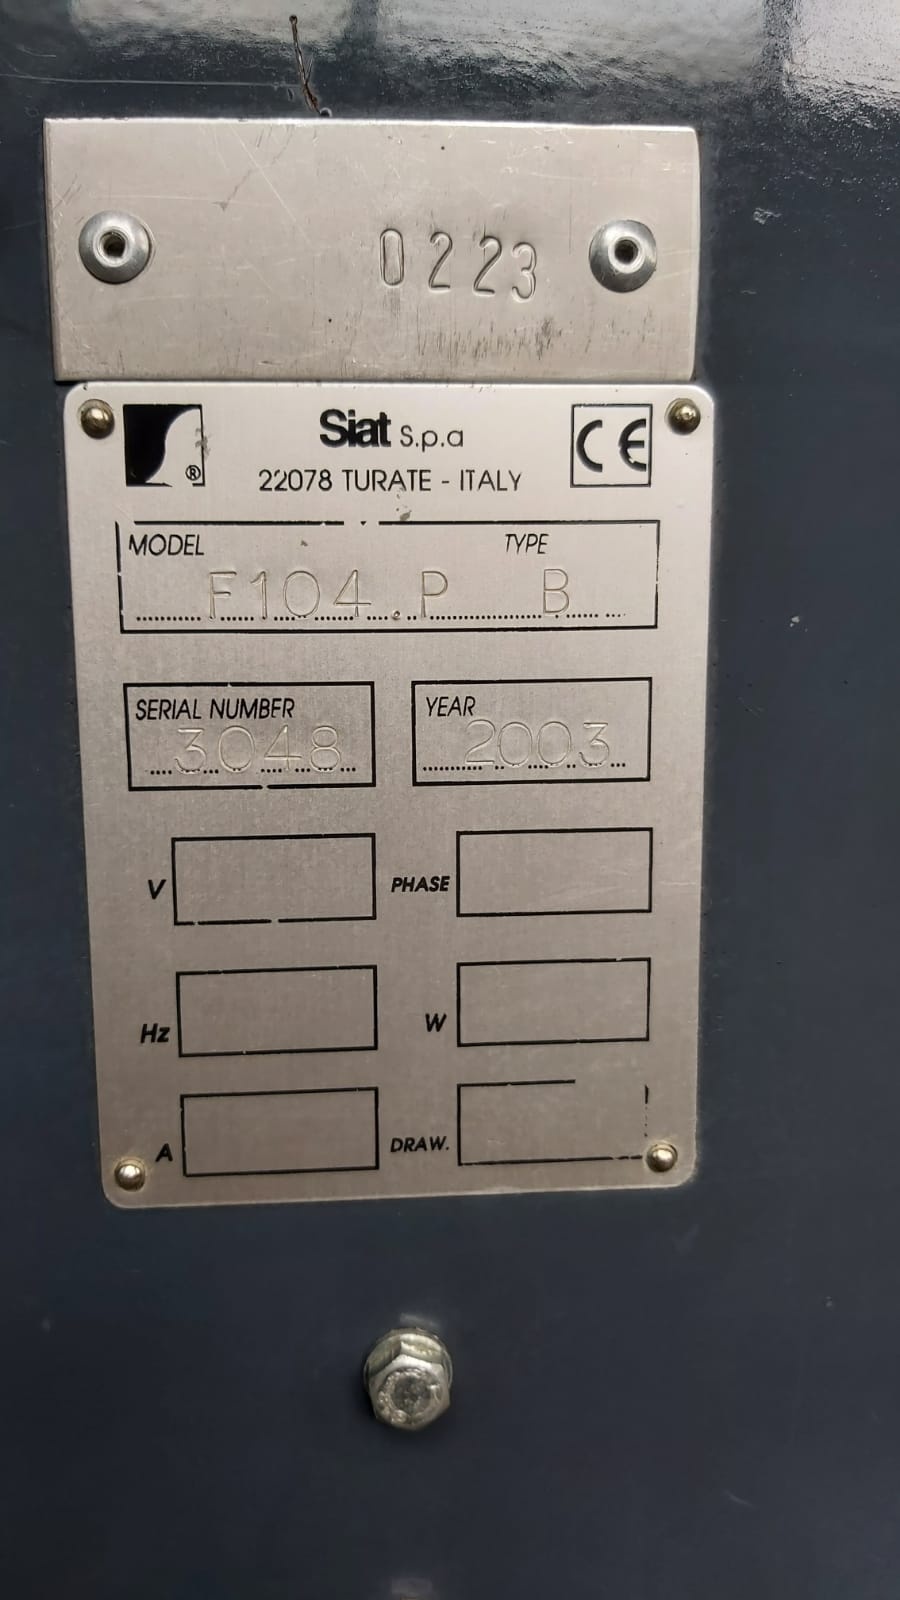 0223
Siat S.p.a
22078 TURATE - ITALY
®
CE
MODEL TYPE
F104.P B
SERIAL NUMBER YEAR
3048 2003
V PHASE
Hz W
A DRAW.